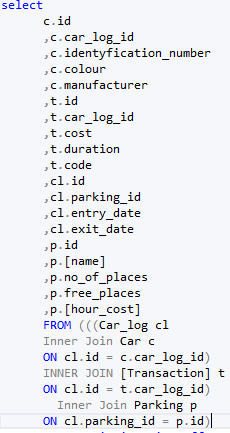 select
c.id
,c.car_log_id
,c.identyfication_number
,c.colour
,c.manufacturer
,t.id
,t.car_log_id
,t.cost
,t.duration
,t.code
,cl.id
,cl.parking_id
,cl.entry_date
,cl.exit_date
,p.id
,p.[name]
,p.no_of_places
,p.free_places
,p.[hour_cost]
FROM (((Car_log cl
Inner Join Car c
ON cl.id = c.car_log_id)
INNER JOIN [Transaction] t
ON cl.id = t.car_log_id)
Inner Join Parking p
ON cl.parking_id = p.id)